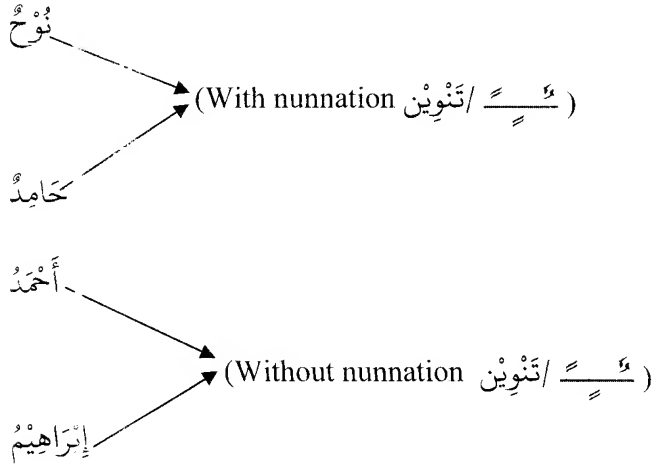 نُوْحٌ
(With nunnation تَنْوِيْن/ ـًـٍـٌ )
حَامِدٌ
أَحْمَدُ
(Without nunnation تَنْوِيْن/ ـًـٍـٌ )
إِبْرَاهِيْمُ